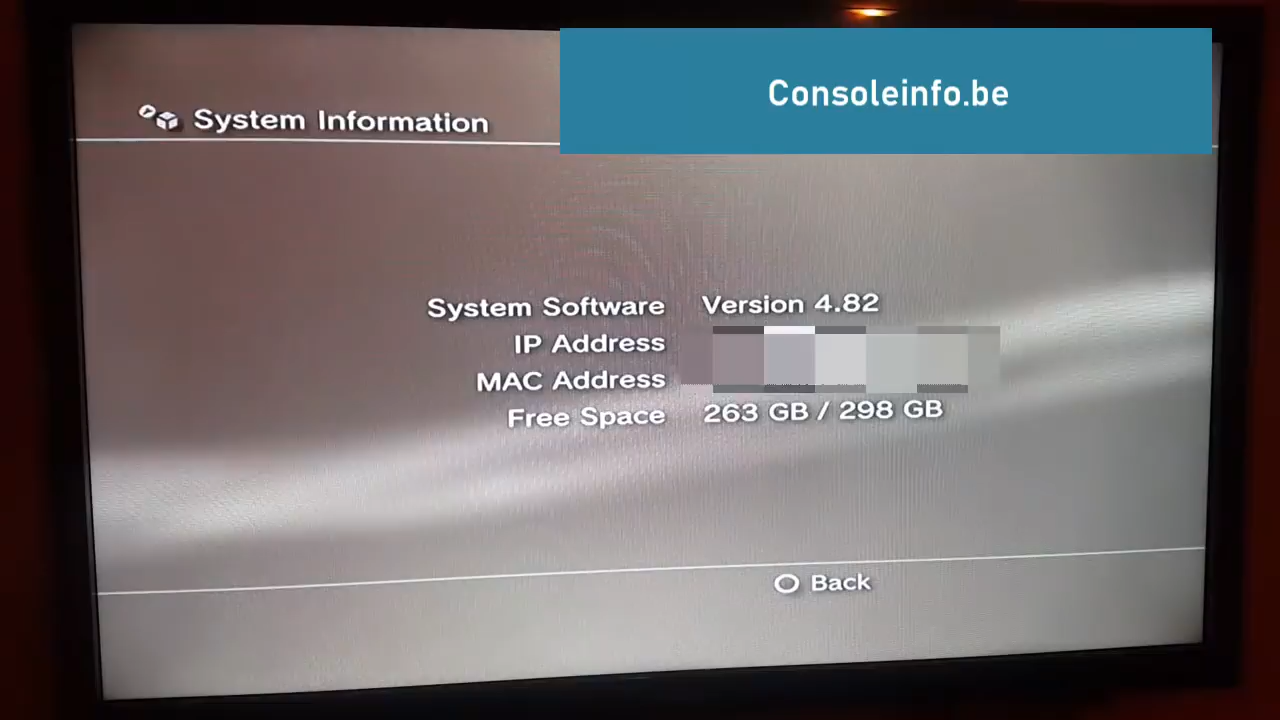 Consoleinfo.be
System Information
System Software Version 4.82
IP Address
MAC Address
Free Space 263 GB / 298 GB
Back